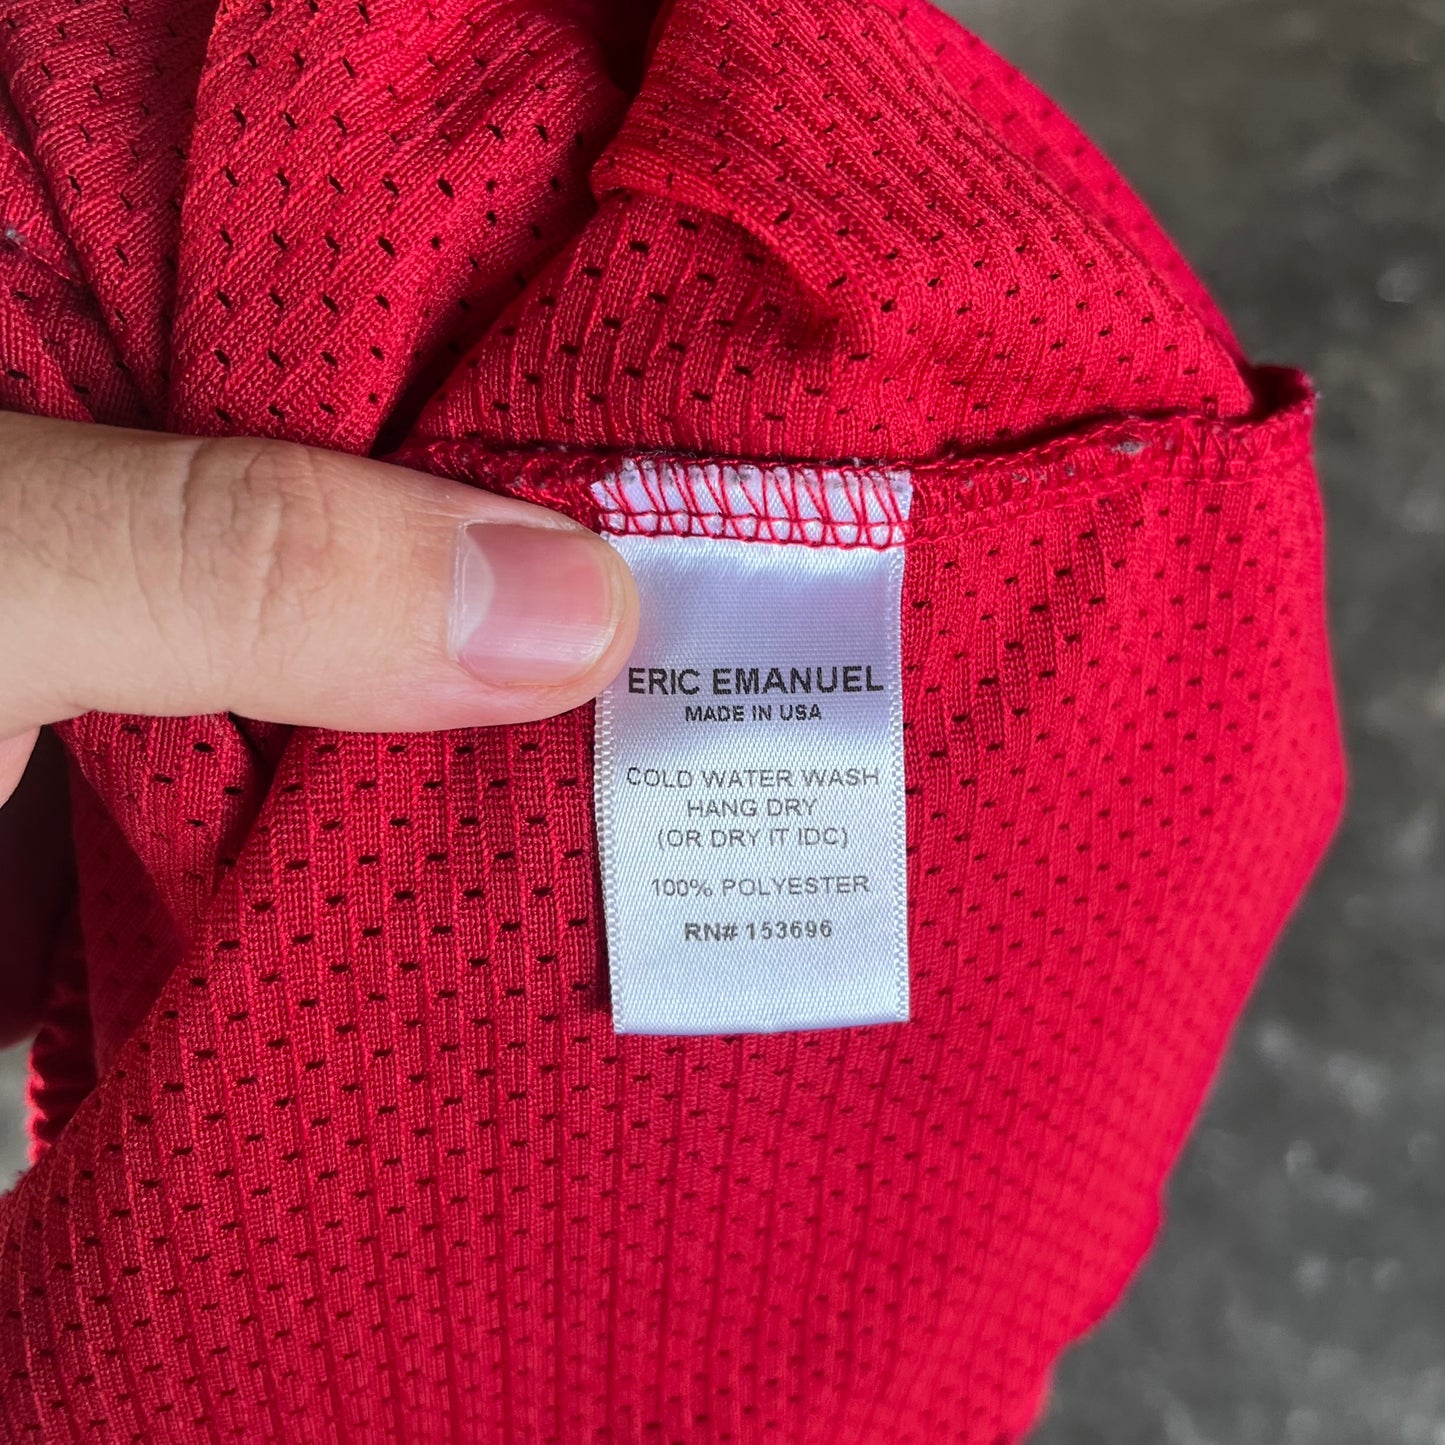 ERIC EMANUEL
MADE IN USA
COLD WATER WASH
HANG DRY
(OR DRY IT IDC)
100% POLYESTER
RN# 153696